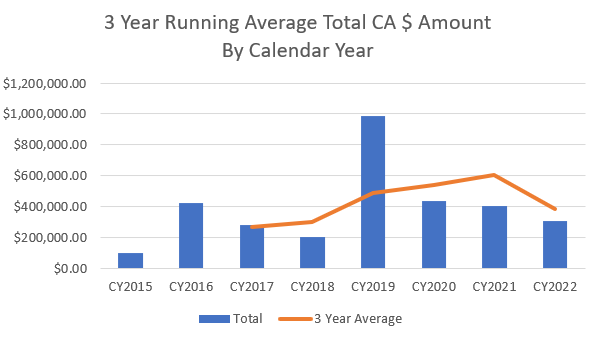 3 Year Running Average Total CA $ Amount
By Calendar Year
$1,200,000.00
$1,000,000.00
$800,000.00
$600,000.00
$400,000.00
$200,000.00
$0.00
CY2015 CY2016 CY2017 CY2018 CY2019 CY2020 CY2021 CY2022
Total 3 Year Average